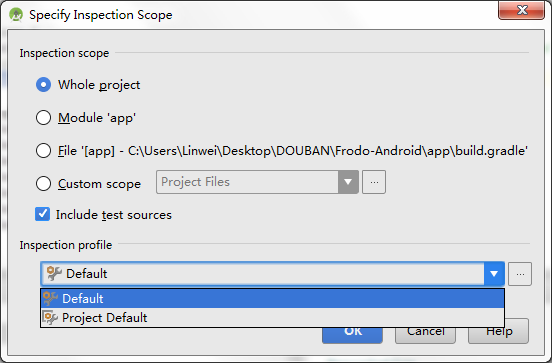 Specify Inspection Scope
Inspection scope
Whole project
Module 'app'
File '[app] - C:\Users\Linwei\Desktop\DOUBAN\Frodo-Android\app\build.gradle'
Custom scope
Project Files
...
Include test sources
Inspection profile
Default
...
Default
Project Default
OK
Cancel
Help